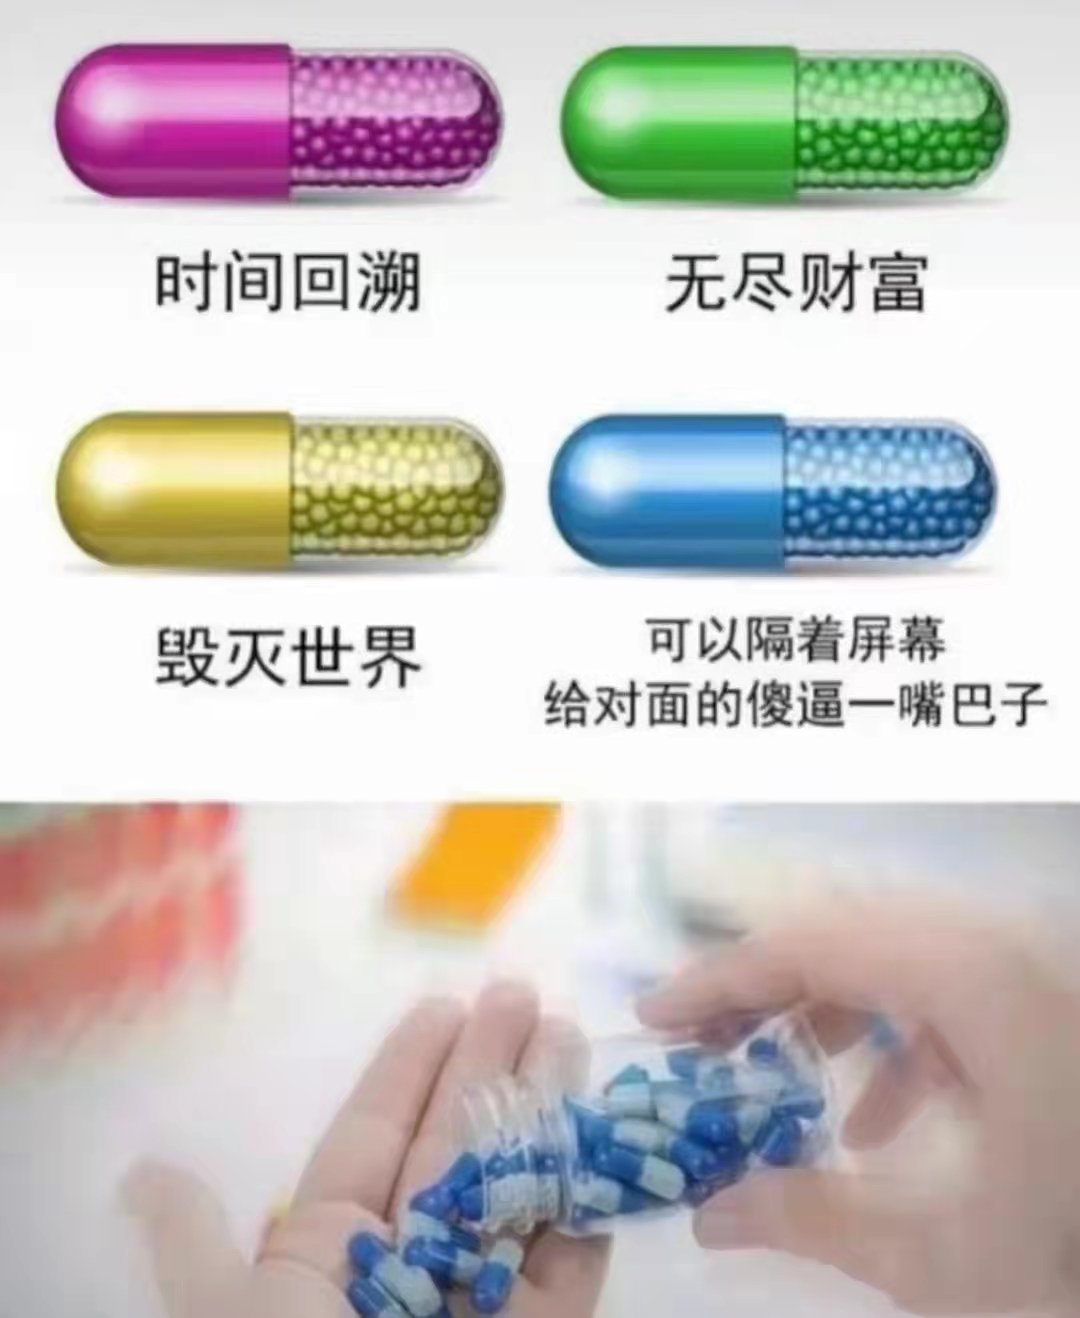 时间回溯
无尽财富
毁灭世界
可以隔着屏幕
给对面的傻逼一嘴巴子